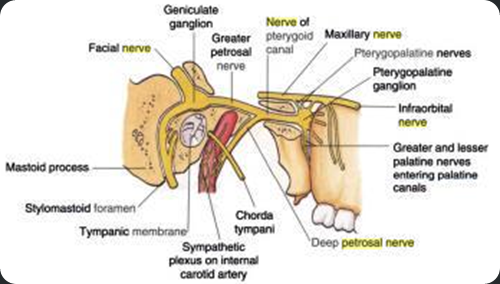 Geniculate
ganglion
Facial nerve
Greater
petrosal
nerve
Nerve of
pterygoid
canal
Maxillary nerve
Pterygopalatine nerves
Pterygopalatine
ganglion
Infraorbital
nerve
Greater and lesser
palatine nerves
entering palatine
canals
Mastoid process
Stylomastoid foramen
Tympanic membrane
Sympathetic
plexus on internal
carotid artery
Chorda
tympani
Deep petrosal nerve